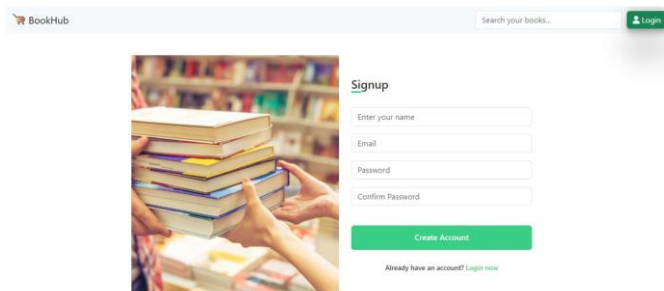 BookHub
Search your books...
Login
Signup
Enter your name
Email
Password
Confirm Password
Create Account
Already have an account? Login now